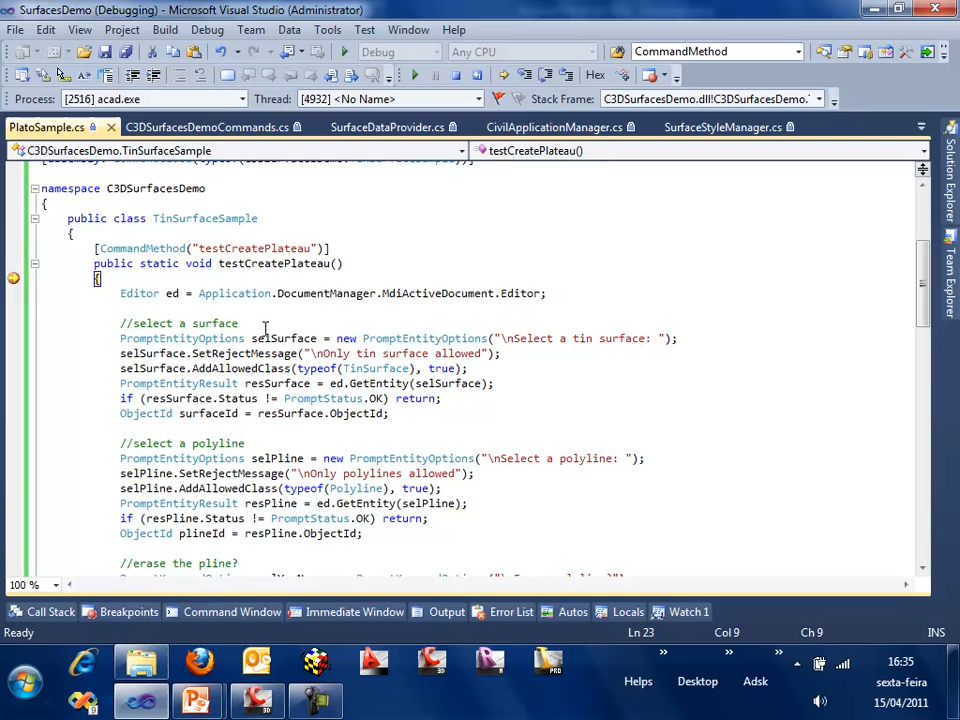 SurfacesDemo (Debugging) - Microsoft Visual Studio (Administrator)
File Edit View Project Build Debug Team Data Tools Test Window Help
Debug Any CPU CommandMethod
Hex
Process: [2516] acad.exe Thread: [4932] <No Name> Stack Frame: C3DSurfacesDemo.dll!C3DSurfacesDemo.
PlatoSample.cs C3DSurfacesDemoCommands.cs SurfaceDataProvider.cs CivilApplicationManager.cs SurfaceStyleManager.cs
C3DSurfacesDemo.TinSurfaceSample testCreatePlateau()
namespace C3DSurfacesDemo
{
public class TinSurfaceSample
{
[CommandMethod("testCreatePlateau")]
public static void testCreatePlateau()
{
Editor ed = Application.DocumentManager.MdiActiveDocument.Editor;
//select a surface
PromptEntityOptions selSurface = new PromptEntityOptions("\nSelect a tin surface: ");
selSurface.SetRejectMessage("\nOnly tin surface allowed");
selSurface.AddAllowedClass(typeof(TinSurface), true);
PromptEntityResult resSurface = ed.GetEntity(selSurface);
if (resSurface.Status != PromptStatus.OK) return;
ObjectId surfaceId = resSurface.ObjectId;
//select a polyline
PromptEntityOptions selPline = new PromptEntityOptions("\nSelect a polyline: ");
selPline.SetRejectMessage("\nOnly polylines allowed");
selPline.AddAllowedClass(typeof(Polyline), true);
PromptEntityResult resPline = ed.GetEntity(selPline);
if (resPline.Status != PromptStatus.OK) return;
ObjectId plineId = resPline.ObjectId;
//erase the pline?
100 %
Call Stack Breakpoints Command Window Immediate Window Output Error List Autos Locals Watch 1
Ready Ln 23 Col 9 Ch 9 INS
Solution Explorer
Team Explorer
Helps Desktop Adsk
16:35
sexta-feira
15/04/2011